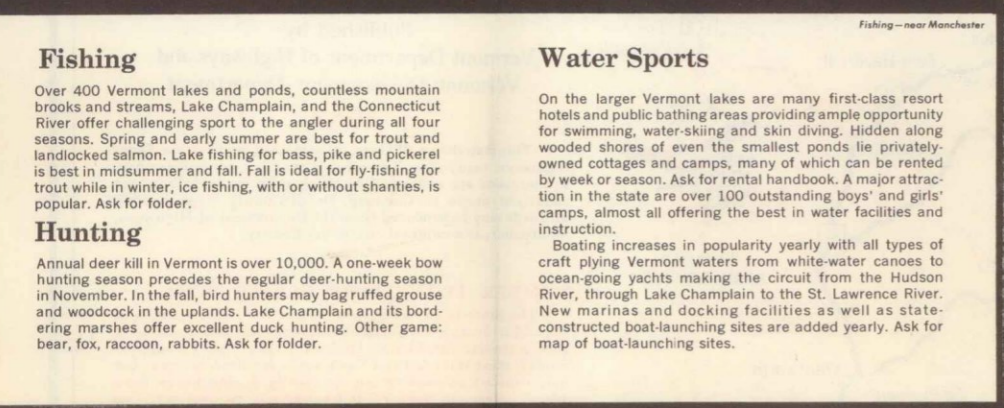 Fishing—near Manchester
Fishing
Over 400 Vermont lakes and ponds, countless mountain
brooks and streams, Lake Champlain, and the Connecticut
River offer challenging sport to the angler during all four
seasons. Spring and early summer are best for trout and
landlocked salmon. Lake fishing for bass, pike and pickerel
is best in midsummer and fall. Fall is ideal for fly-fishing for
trout while in winter, ice fishing, with or without shanties, is
popular. Ask for folder.
Hunting
Annual deer kill in Vermont is over 10,000. A one-week bow
hunting season precedes the regular deer-hunting season
in November. In the fall, bird hunters may bag ruffed grouse
and woodcock in the uplands. Lake Champlain and its bord-
ering marshes offer excellent duck hunting. Other game:
bear, fox, raccoon, rabbits. Ask for folder.
Water Sports
On the larger Vermont lakes are many first-class resort
hotels and public bathing areas providing ample opportunity
for swimming, water-skiing and skin diving. Hidden along
wooded shores of even the smallest ponds lie privately-
owned cottages and camps, many of which can be rented
by week or season. Ask for rental handbook. A major attrac-
tion in the state are over 100 outstanding boys' and girls'
camps, almost all offering the best in water facilities and
instruction.
Boating increases in popularity yearly with all types of
craft plying Vermont waters from white-water canoes to
ocean-going yachts making the circuit from the Hudson
River, through Lake Champlain to the St. Lawrence River.
New marinas and docking facilities as well as state-
constructed boat-launching sites are added yearly. Ask for
map of boat-launching sites.